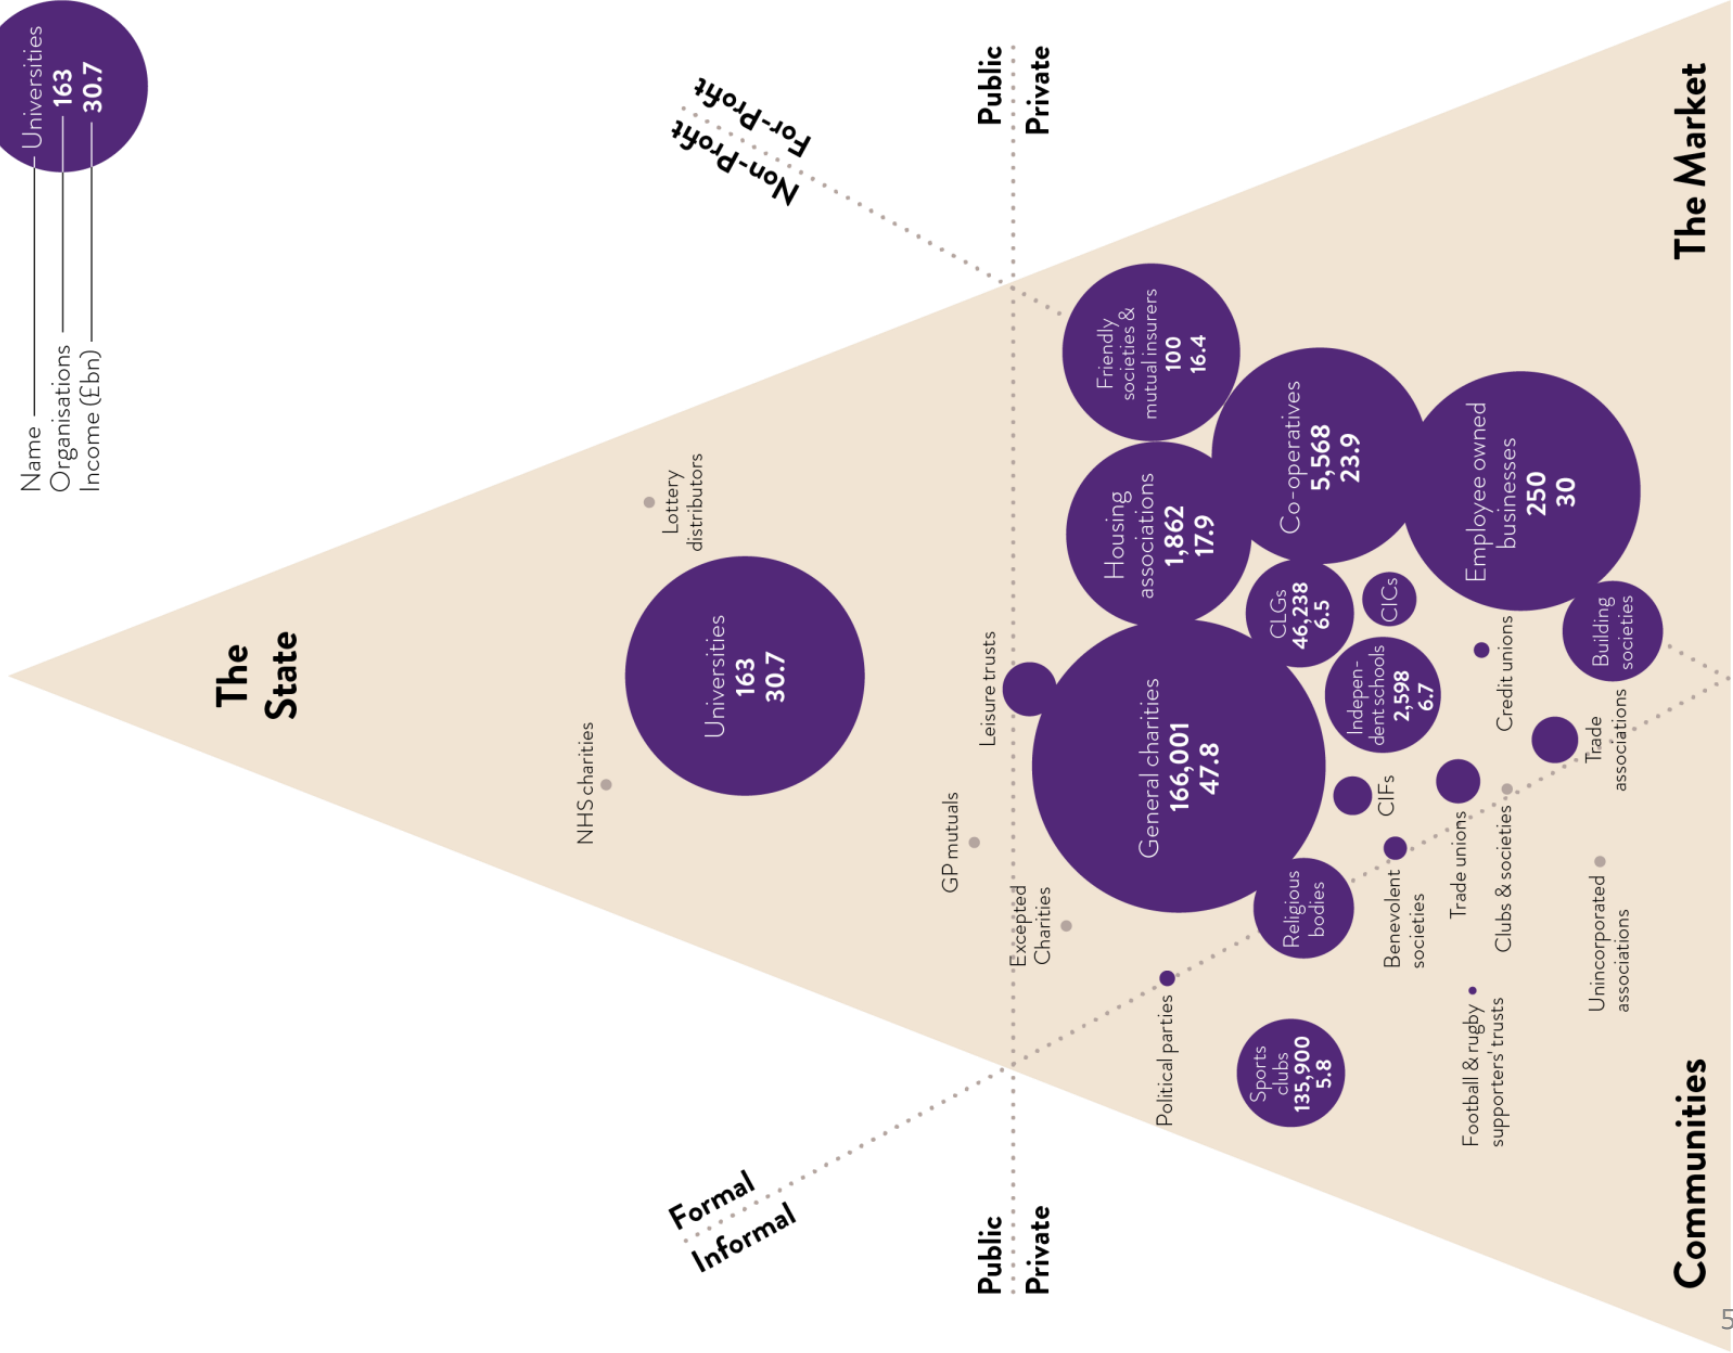 Name
Organisations
Income (£bn)
Universities
163
30.7
The
State
NHS charities
Lottery
distributors
Universities
163
30.7
Formal
Informal
Non-Profit
For-Profit
GP mutuals
Leisure trusts
Public
Private
Public
Private
Excepted
Charities
Political parties
General charities
166,001
47.8
Housing
associations
1,862
17.9
Friendly
societies &
mutual insurers
100
16.4
Sports
clubs
135,900
5.8
Religious
bodies
CLGs
46,238
6.5
Co-operatives
5,568
23.9
Benevolent
societies
CIFs
Indepen-
dent schools
2,598
6.7
CICs
Football & rugby
supporters' trusts
Trade unions
Clubs & societies
Credit unions
Employee owned
businesses
250
30
Unincorporated
associations
Trade
associations
Building
societies
Communities
The Market
5